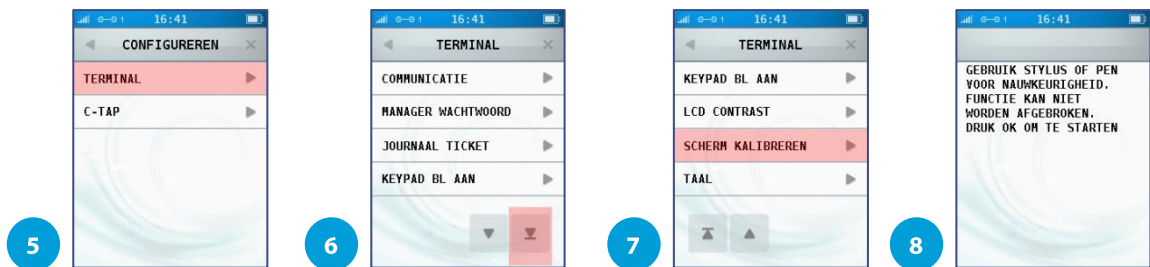 16:41
CONFIGUREREN
TERMINAL
C-TAP
5
16:41
TERMINAL
COMMUNICATIE
MANAGER WACHTWOORD
JOURNAAL TICKET
KEYPAD BL AAN
6
16:41
TERMINAL
KEYPAD BL AAN
LCD CONTRAST
SCHERM KALIBREREN
TAAL
7
16:41
GEBRUIK STYLUS OF PEN
VOOR NAUWKEURIGHEID.
FUNCTIE KAN NIET
WORDEN AFGEBROKEN.
DRUK OK OM TE STARTEN
8